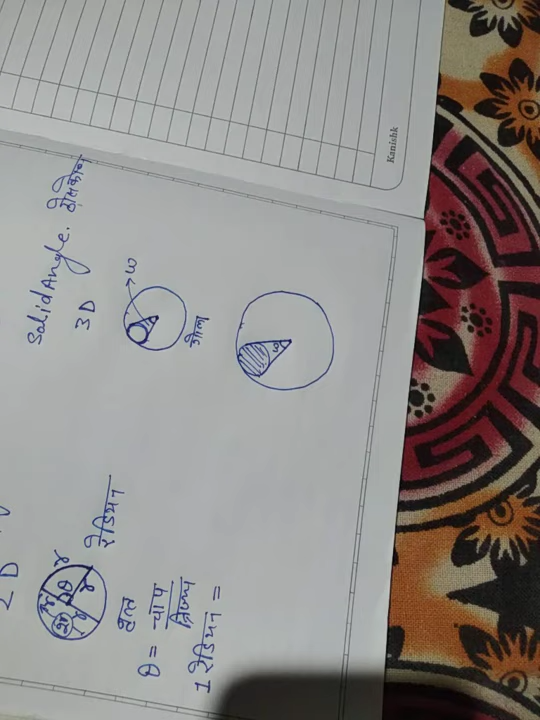 2D
r
θ
r
रेडियन
वृत्त
θ = चाप
त्रिज्या
1 रेडियन =
Solid Angle. ठोसकोण
3D
ω
गोला
ω
Kanishk